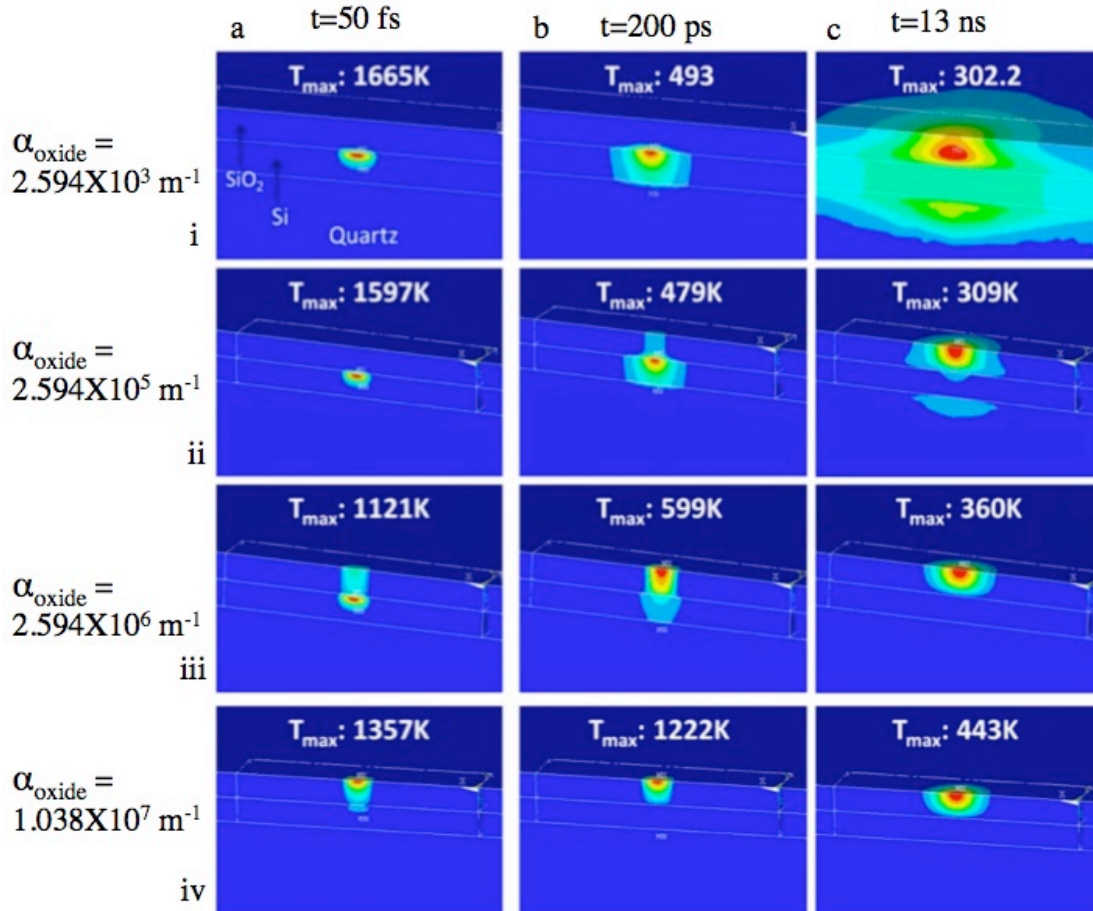 a t=50 fs b t=200 ps c t=13 ns
αoxide =
2.594X10³ m⁻¹
i
Tmax: 1665K
SiO₂
Si
Quartz
Tmax: 493
Tmax: 302.2
αoxide =
2.594X10⁵ m⁻¹
ii
Tmax: 1597K
Tmax: 479K
X
Tmax: 309K
X
αoxide =
2.594X10⁶ m⁻¹
iii
Tmax: 1121K
X
Tmax: 599K
Tmax: 360K
αoxide =
1.038X10⁷ m⁻¹
iv
Tmax: 1357K
X
Tmax: 1222K
X
Tmax: 443K